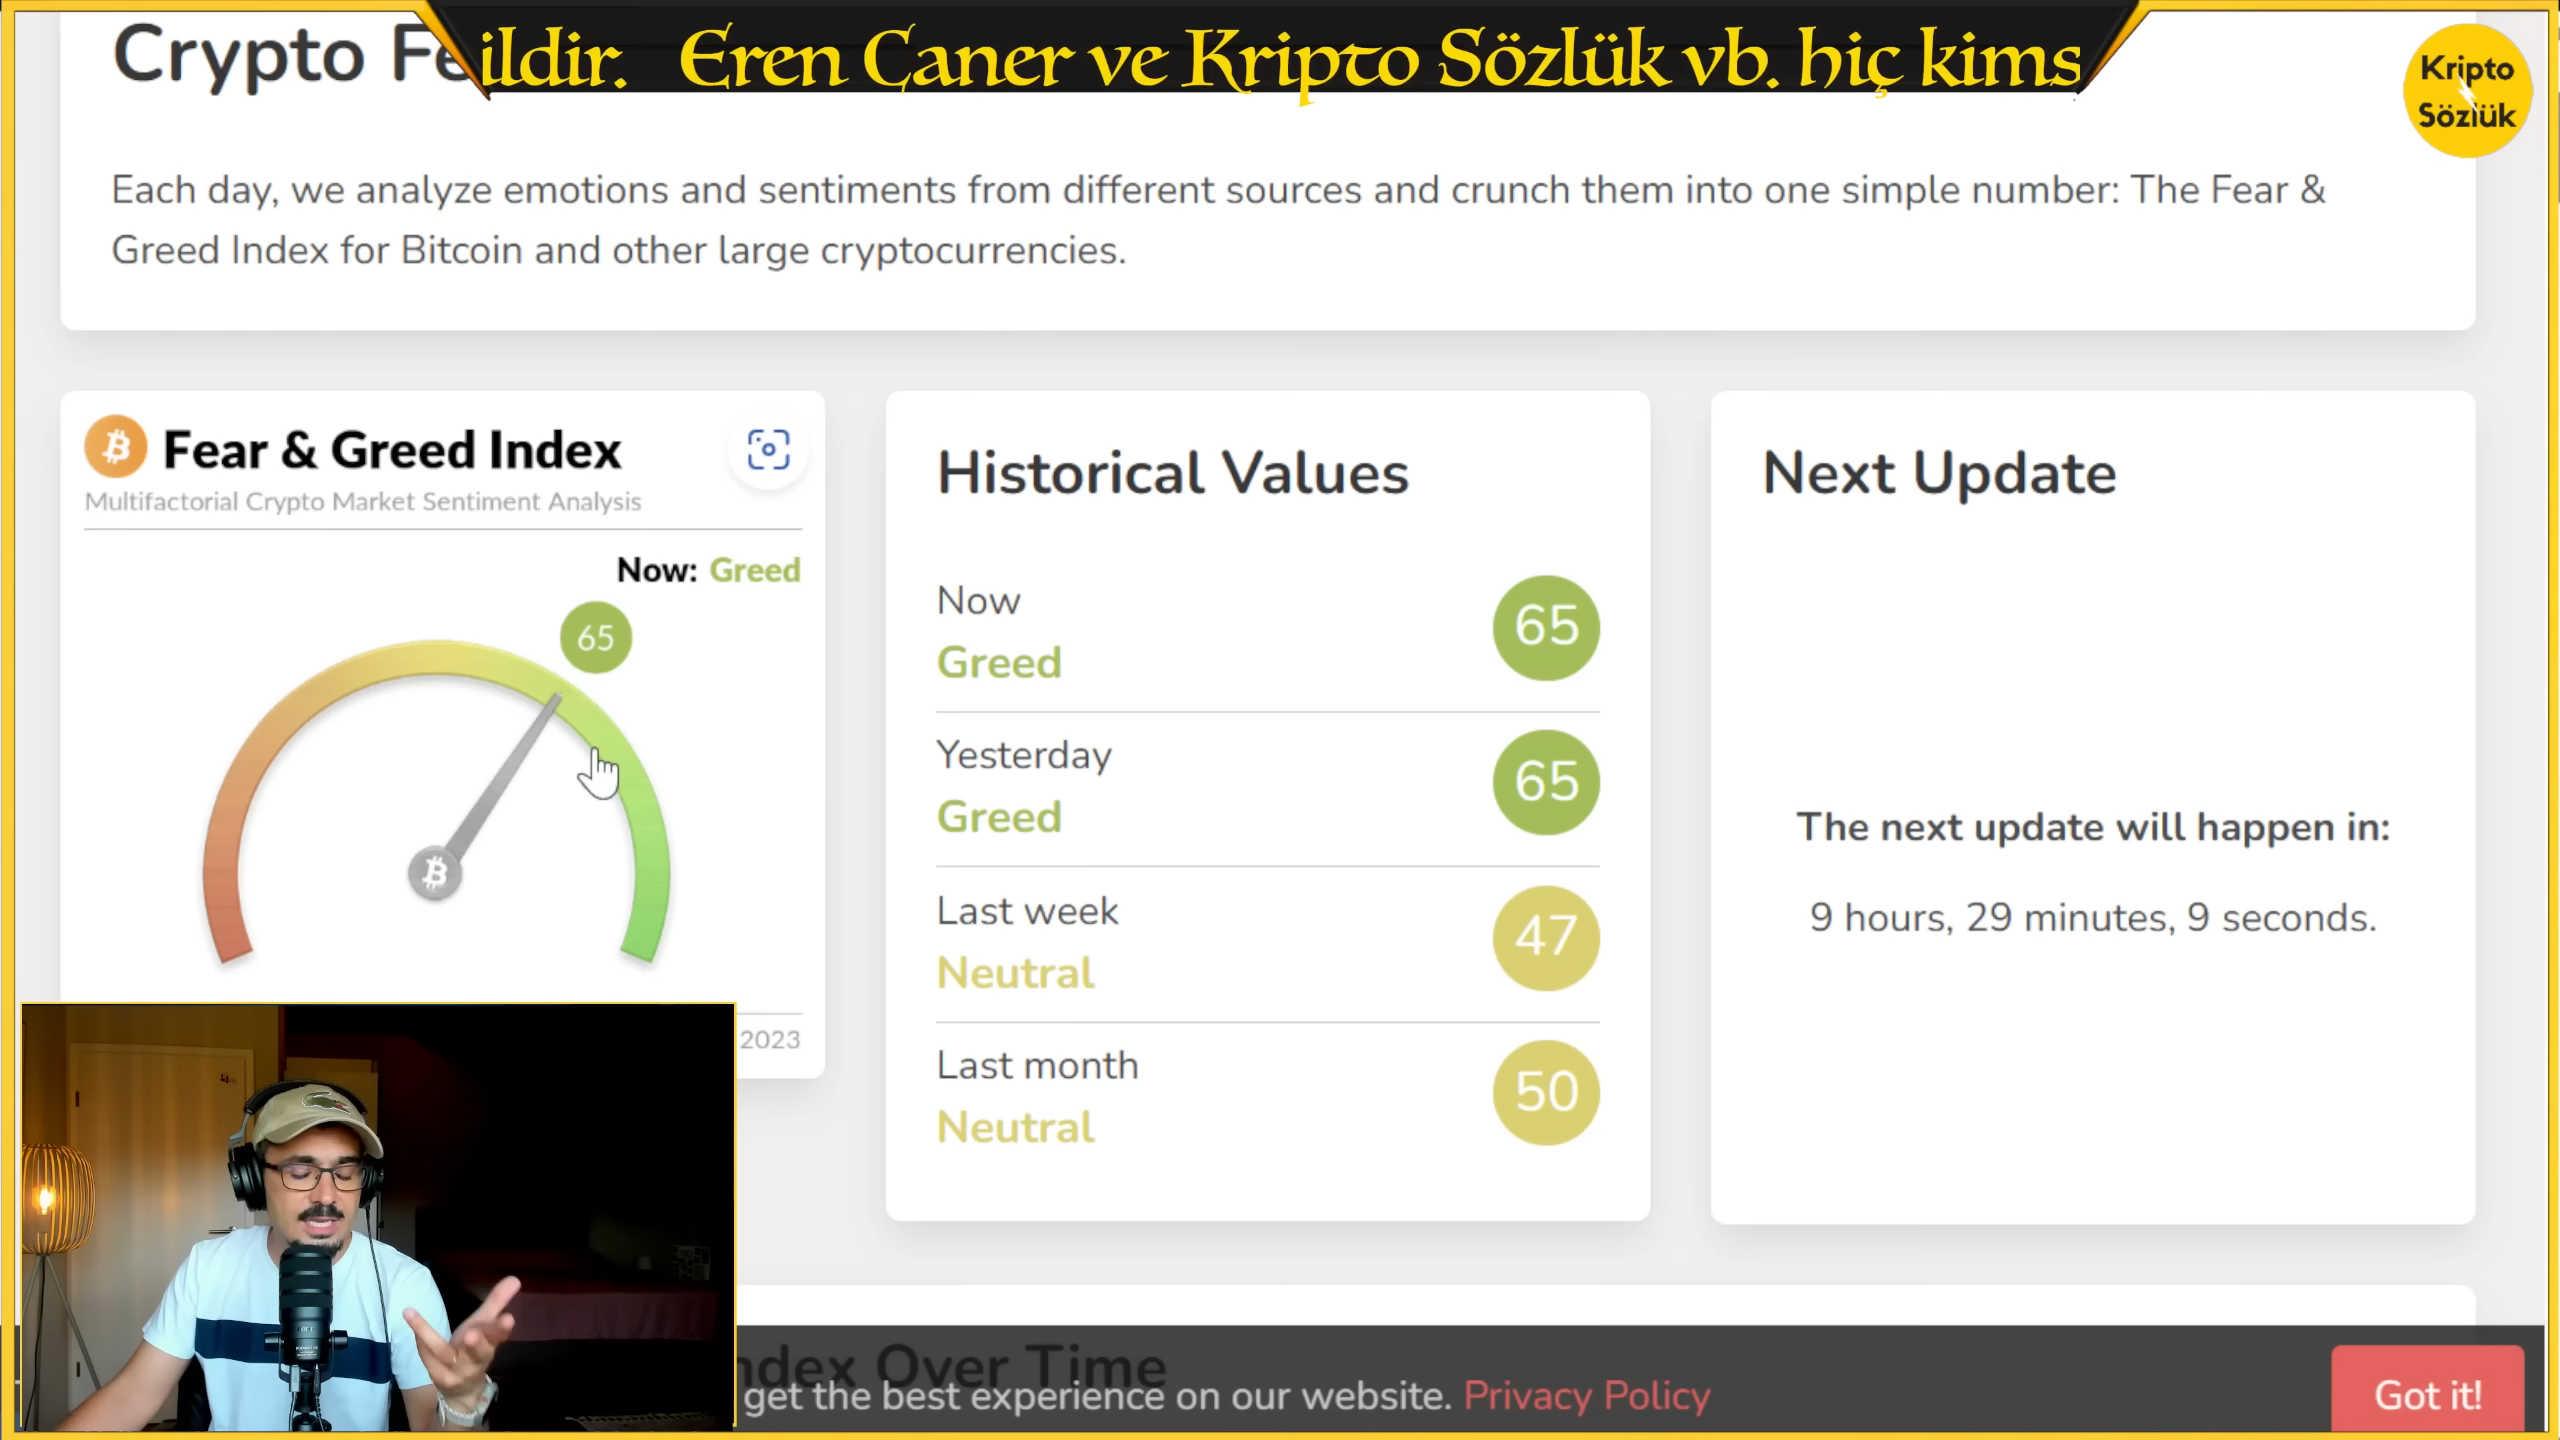 Crypto Fe
ildir. Eren Caner ve Kripto Sözlük vb. hiç kims
Kripto
Sözlük
Each day, we analyze emotions and sentiments from different sources and crunch them into one simple number: The Fear &
Greed Index for Bitcoin and other large cryptocurrencies.
Fear & Greed Index
Multifactorial Crypto Market Sentiment Analysis
Now: Greed
65
2023
Historical Values
Now
Greed
65
Yesterday
Greed
65
Last week
Neutral
47
Last month
Neutral
50
Next Update
The next update will happen in:
9 hours, 29 minutes, 9 seconds.
ndex Over Time
get the best experience on our website. Privacy Policy
Got it!